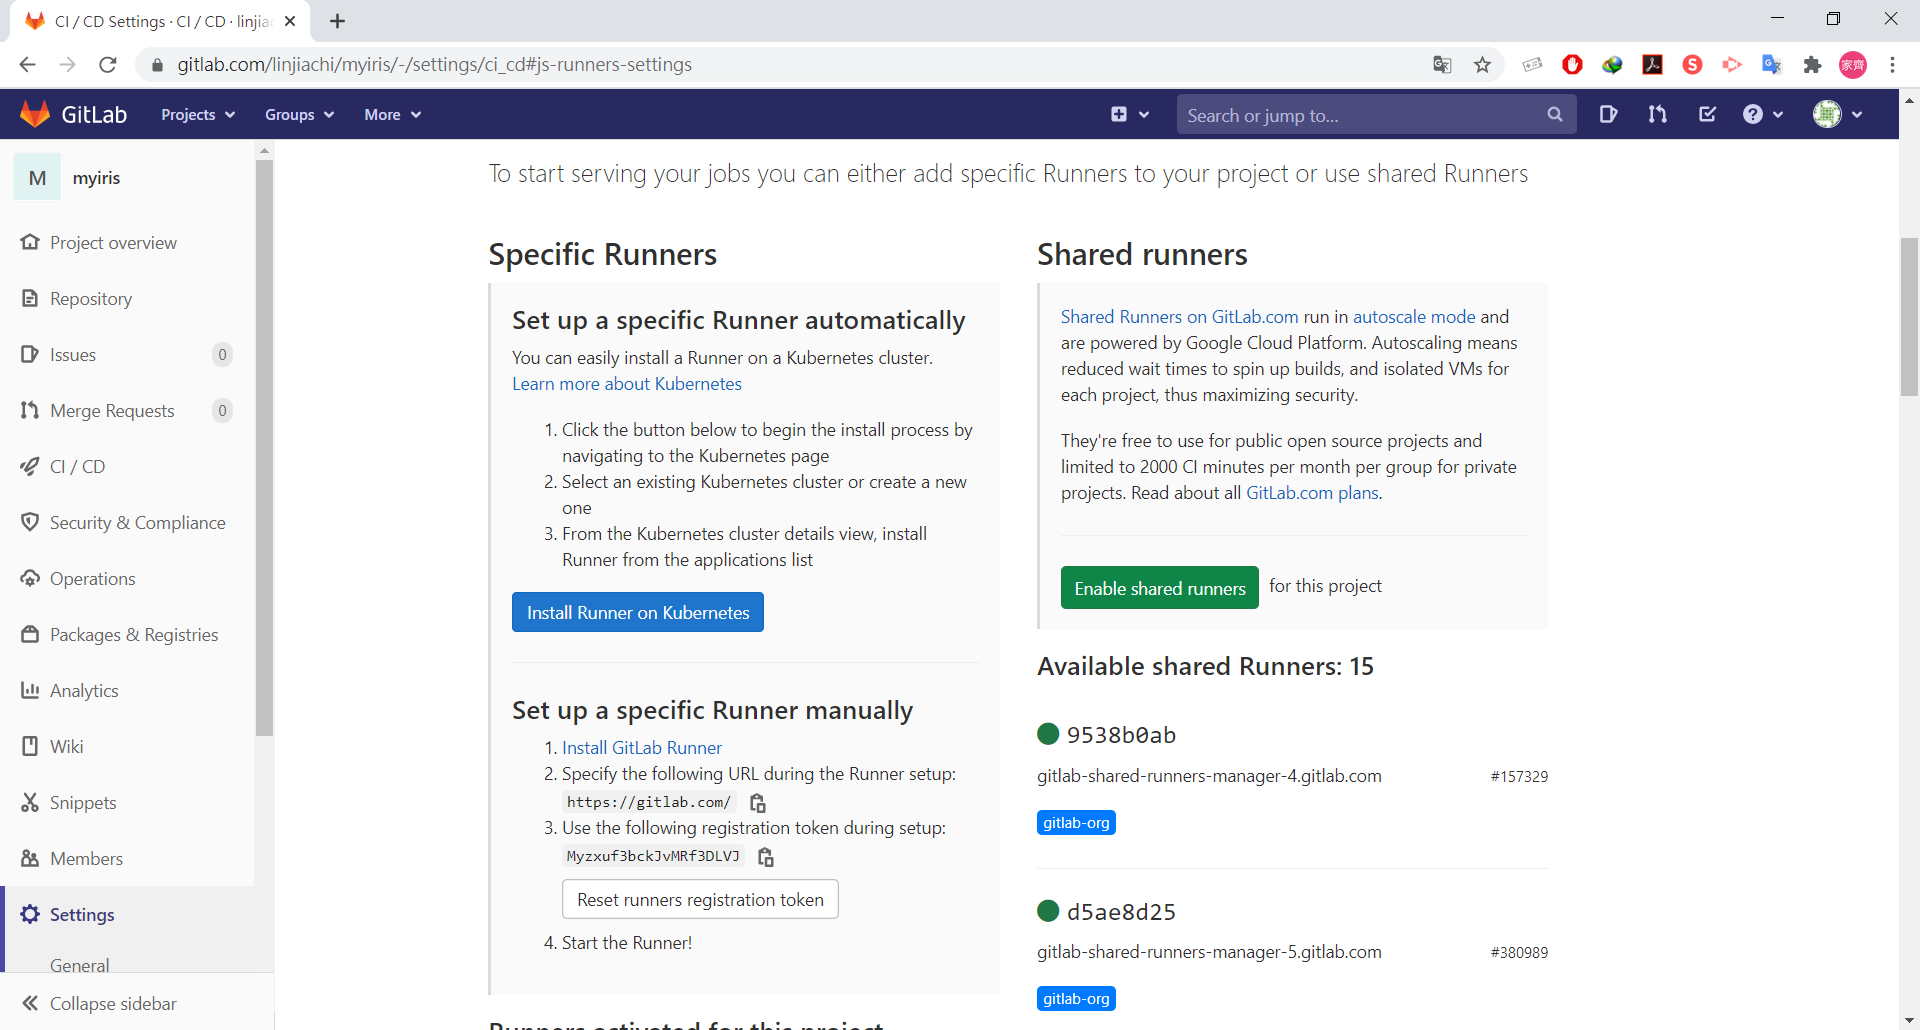 CI / CD Settings · CI / CD · linjia
gitlab.com/linjiachi/myiris/-/settings/ci_cd#js-runners-settings
家齊
GitLab
Projects
Groups
More
Search or jump to...
M
myiris
Project overview
Repository
Issues
0
Merge Requests
0
CI / CD
Security & Compliance
Operations
Packages & Registries
Analytics
Wiki
Snippets
Members
Settings
General
Collapse sidebar
To start serving your jobs you can either add specific Runners to your project or use shared Runners
Specific Runners
Set up a specific Runner automatically
You can easily install a Runner on a Kubernetes cluster.
Learn more about Kubernetes
1. Click the button below to begin the install process by
navigating to the Kubernetes page
2. Select an existing Kubernetes cluster or create a new
one
3. From the Kubernetes cluster details view, install
Runner from the applications list
Install Runner on Kubernetes
Set up a specific Runner manually
1. Install GitLab Runner
2. Specify the following URL during the Runner setup:
https://gitlab.com/
3. Use the following registration token during setup:
Myzxuf3bckJvMRf3DLVJ
Reset runners registration token
4. Start the Runner!
Runners activated for this project
Shared runners
Shared Runners on GitLab.com run in autoscale mode and
are powered by Google Cloud Platform. Autoscaling means
reduced wait times to spin up builds, and isolated VMs for
each project, thus maximizing security.
They're free to use for public open source projects and
limited to 2000 CI minutes per month per group for private
projects. Read about all GitLab.com plans.
Enable shared runners for this project
Available shared Runners: 15
9538b0ab
gitlab-shared-runners-manager-4.gitlab.com #157329
gitlab-org
d5ae8d25
gitlab-shared-runners-manager-5.gitlab.com #380989
gitlab-org